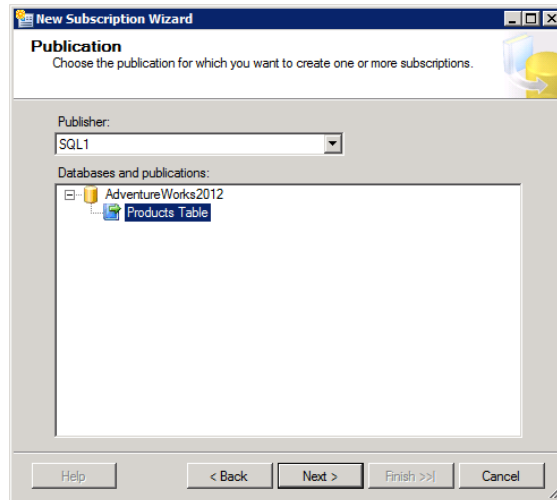 New Subscription Wizard
Publication
Choose the publication for which you want to create one or more subscriptions.
Publisher:
SQL1
Databases and publications:
AdventureWorks2012
Products Table
Help
< Back
Next >
Finish >>|
Cancel